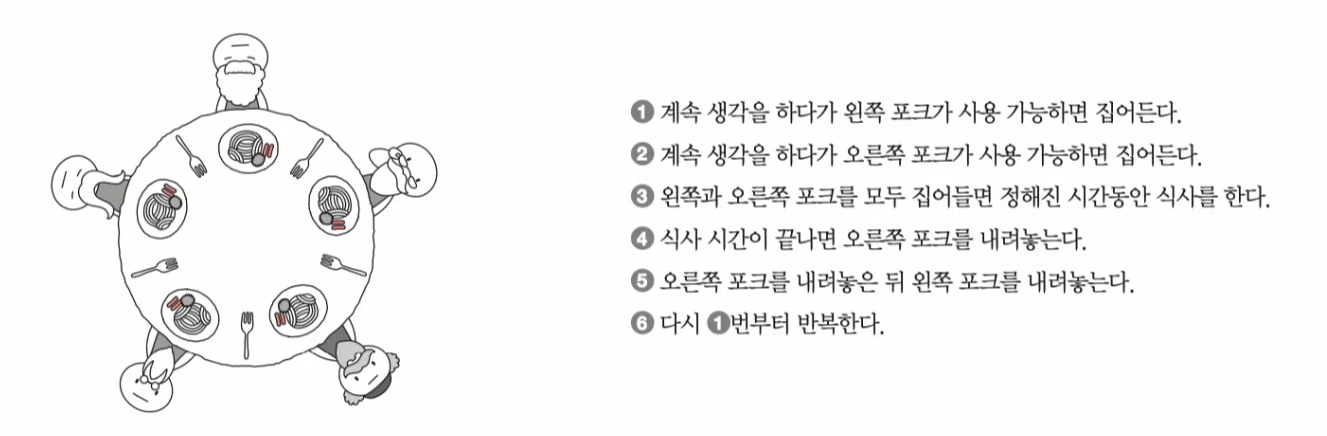 ❶ 계속 생각을 하다가 왼쪽 포크가 사용 가능하면 집어든다.
❷ 계속 생각을 하다가 오른쪽 포크가 사용 가능하면 집어든다.
❸ 왼쪽과 오른쪽 포크를 모두 집어들면 정해진 시간동안 식사를 한다.
❹ 식사 시간이 끝나면 오른쪽 포크를 내려놓는다.
❺ 오른쪽 포크를 내려놓은 뒤 왼쪽 포크를 내려놓는다.
❻ 다시 ❶번부터 반복한다.